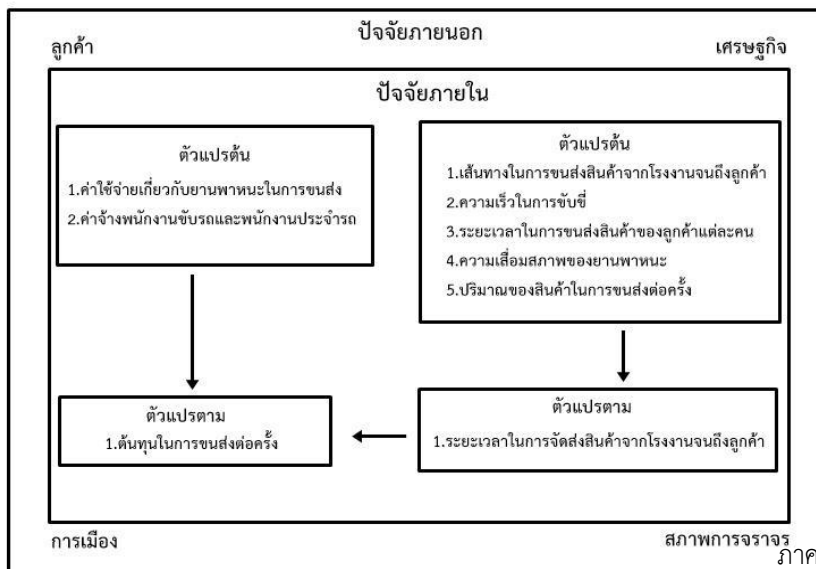 ปัจจัยภายนอก
ลูกค้า
เศรษฐกิจ
ปัจจัยภายใน
ตัวแปรต้น
1.ค่าใช้จ่ายเกี่ยวกับยานพาหนะในการขนส่ง
2.ค่าจ้างพนักงานขับรถและพนักงานประจำรถ
ตัวแปรต้น
1.เส้นทางในการขนส่งสินค้าจากโรงงานจนถึงลูกค้า
2.ความเร็วในการขับขี่
3.ระยะเวลาในการขนส่งสินค้าของลูกค้าแต่ละคน
4.ความเสื่อมสภาพของยานพาหนะ
5.ปริมาณของสินค้าในการขนส่งต่อครั้ง
ตัวแปรตาม
1.ต้นทุนในการขนส่งต่อครั้ง
ตัวแปรตาม
1.ระยะเวลาในการจัดส่งสินค้าจากโรงงานจนถึงลูกค้า
การเมือง
สภาพการจราจร
ภาค